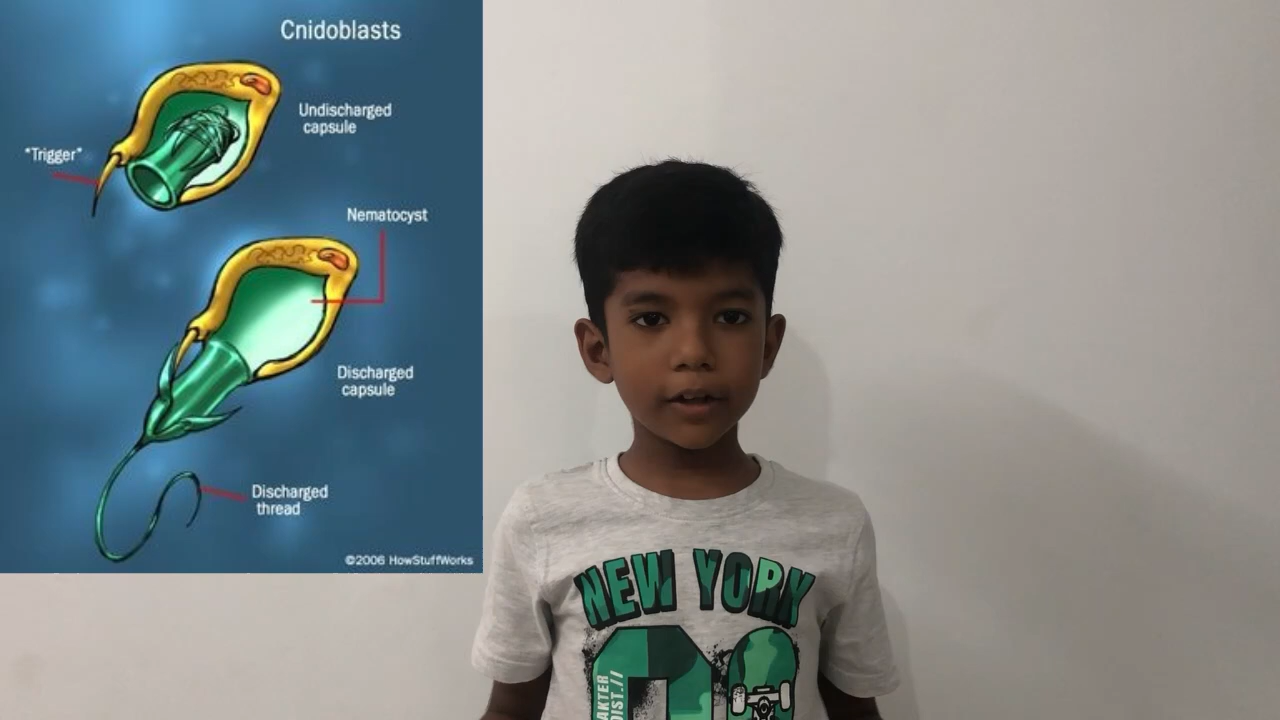 Cnidoblasts
Undischarged
capsule
"Trigger"
Nematocyst
Discharged
capsule
Discharged
thread
©2006 HowStuffWorks
NEW YORK